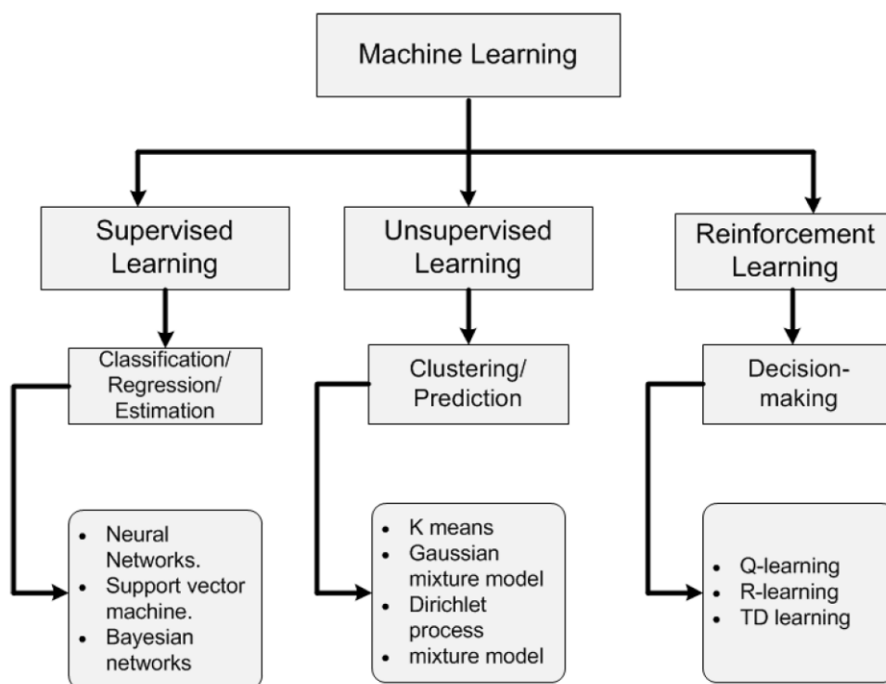 Machine Learning
Supervised
Learning
Unsupervised
Learning
Reinforcement
Learning
Classification/
Regression/
Estimation
Clustering/
Prediction
Decision-
making
• Neural
Networks.
• Support vector
machine.
• Bayesian
networks
• K means
• Gaussian
mixture model
• Dirichlet
process
• mixture model
• Q-learning
• R-learning
• TD learning